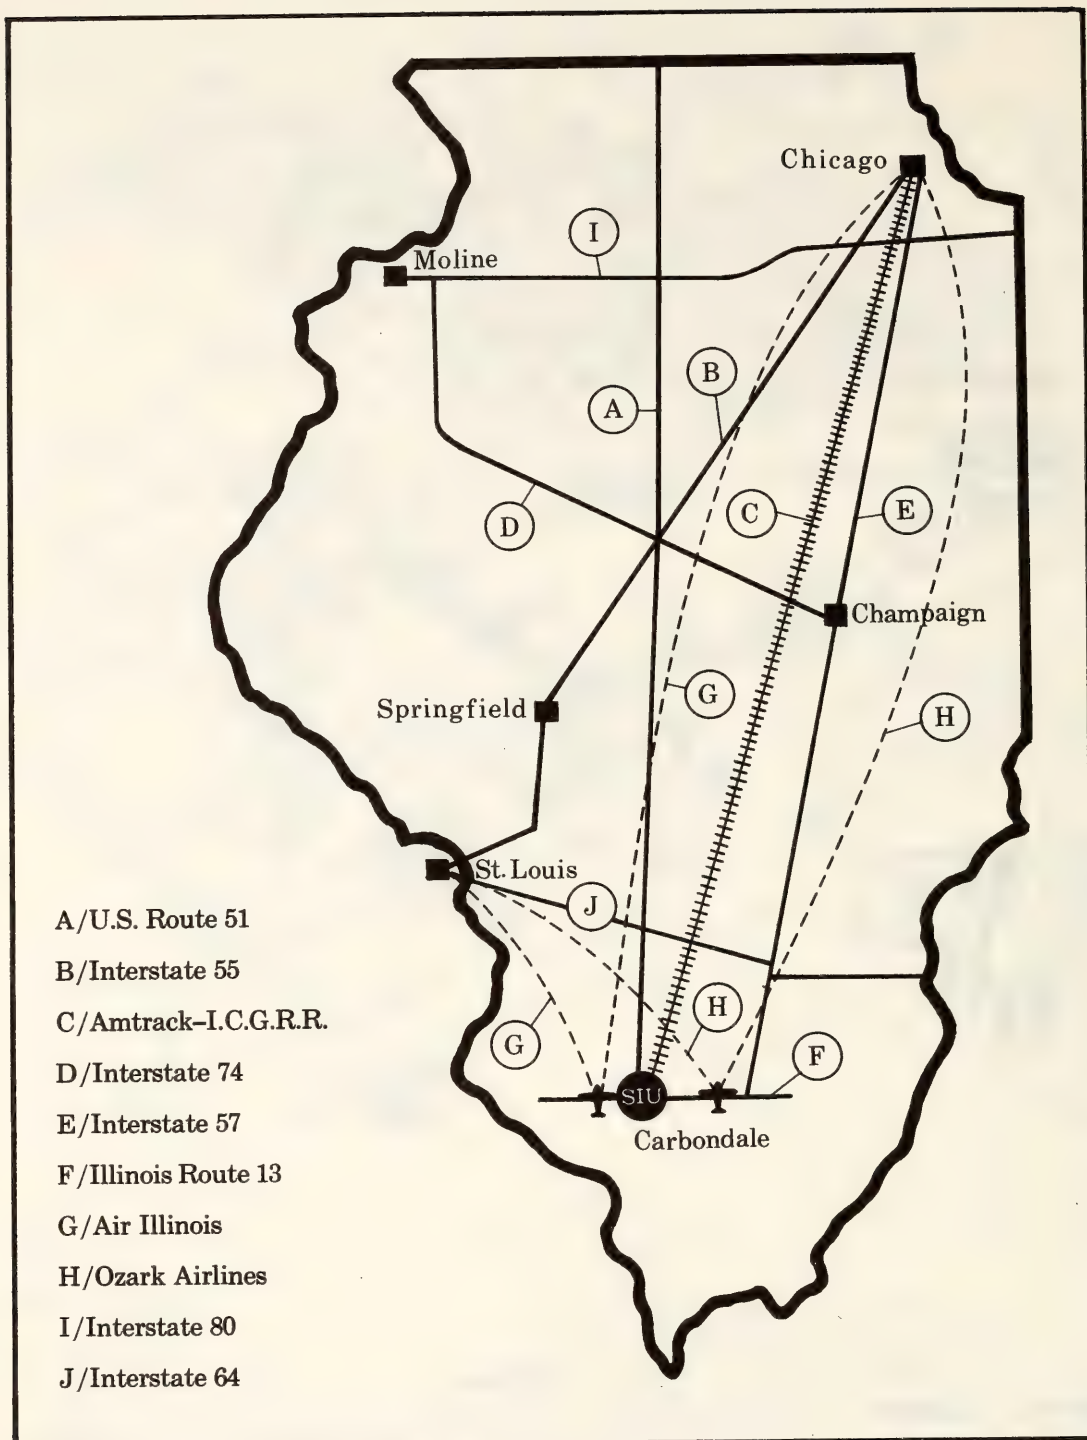 Chicago
I
Moline
B
A
C
E
D
Champaign
G
Springfield
H
St. Louis
J
A/U.S. Route 51
B/Interstate 55
H
C/Amtrack–I.C.G.R.R.
G
F
D/Interstate 74
SIU
E/Interstate 57
Carbondale
F/Illinois Route 13
G/Air Illinois
H/Ozark Airlines
I/Interstate 80
J/Interstate 64